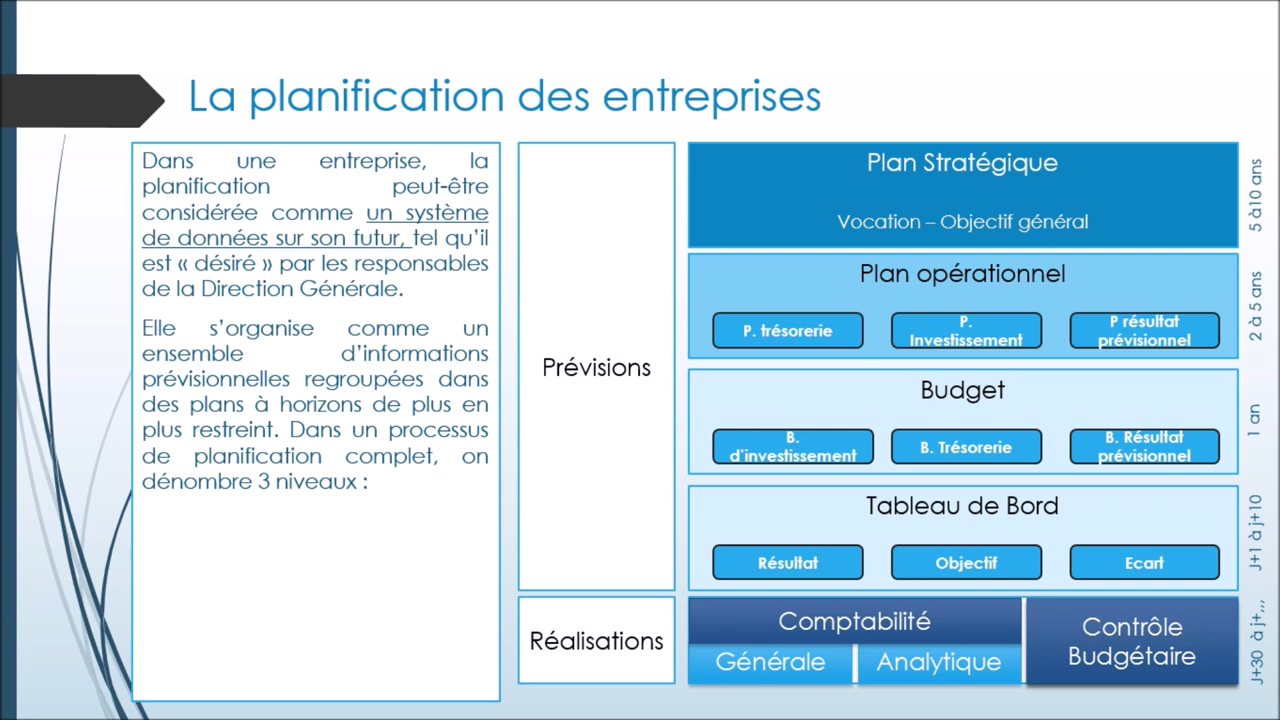 La planification des entreprises
Dans une entreprise, la
planification peut-être
considérée comme un système
de données sur son futur, tel qu'il
est « désiré » par les responsables
de la Direction Générale.
Elle s'organise comme un
ensemble d'informations
prévisionnelles regroupées dans
des plans à horizons de plus en
plus restreint. Dans un processus
de planification complet, on
dénombre 3 niveaux :
Prévisions
Réalisations
Plan Stratégique
Vocation – Objectif général
5 à10 ans
Plan opérationnel
P. trésorerie
P.
Investissement
P résultat
prévisionnel
2 à 5 ans
Budget
B.
d'investissement
B. Trésorerie
B. Résultat
prévisionnel
1 an
Tableau de Bord
Résultat
Objectif
Ecart
J+1 à j+10
Comptabilité
Générale
Analytique
Contrôle
Budgétaire
J+30 à j+,,,